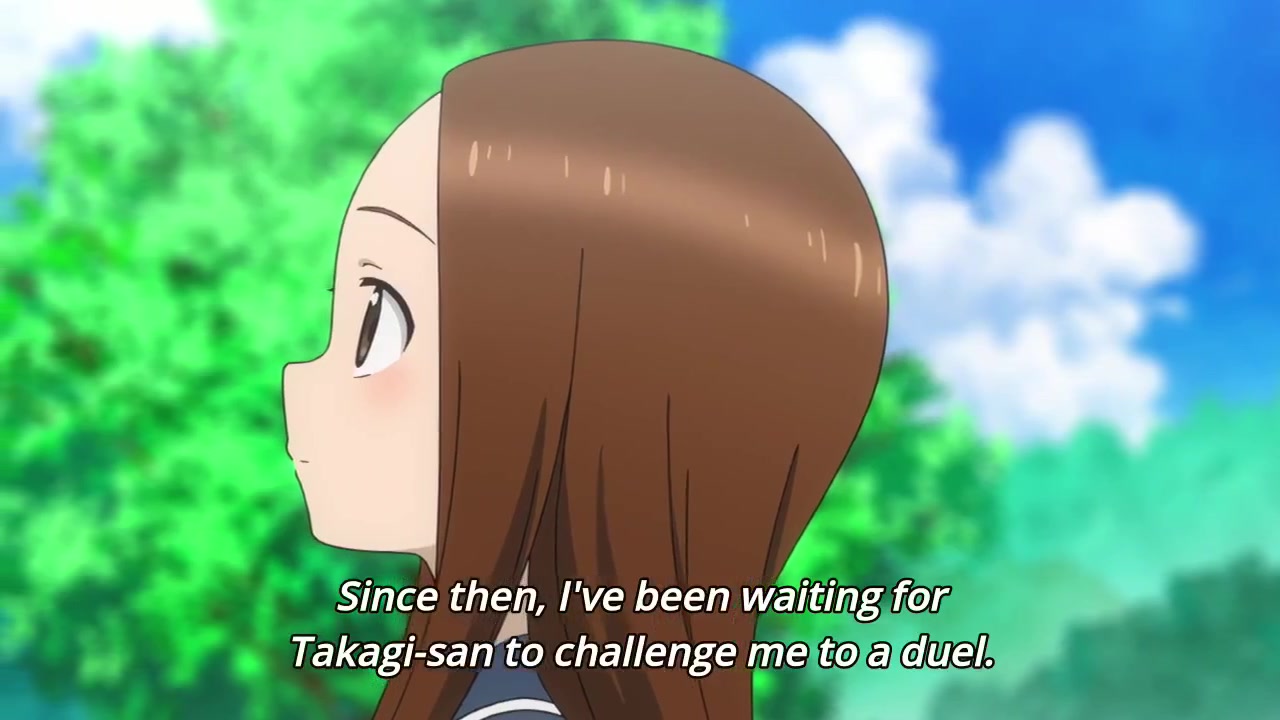 Since then, I've been waiting for
Takagi-san to challenge me to a duel.